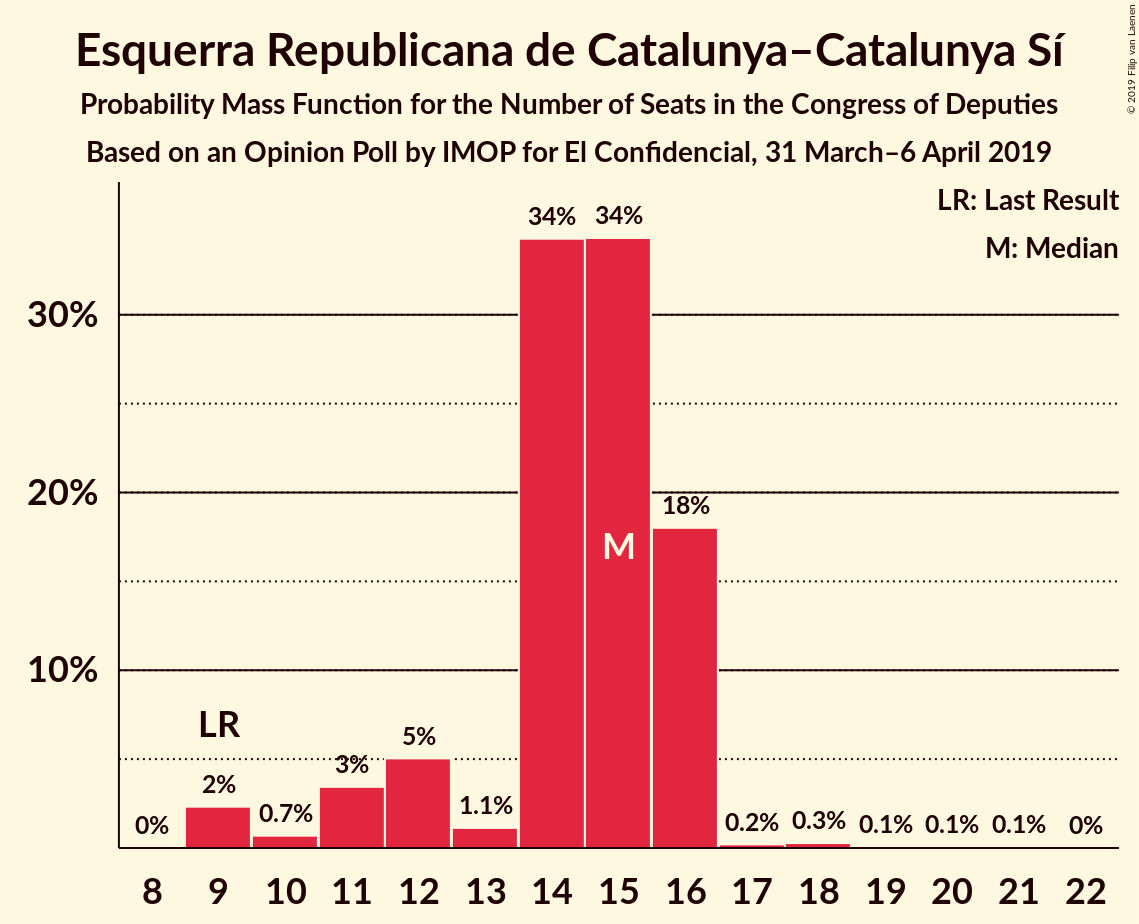 Esquerra Republicana de Catalunya–Catalunya Sí
Probability Mass Function for the Number of Seats in the Congress of Deputies
Based on an Opinion Poll by IMOP for El Confidencial, 31 March–6 April 2019
© 2019 Filip van Laenen
LR: Last Result
M: Median
34% 34%
30%
20%
18%
M
10%
LR
5%
3%
2%
0% 0.7% 1.1% 0.2% 0.3% 0.1% 0.1% 0.1% 0%
8 9 10 11 12 13 14 15 16 17 18 19 20 21 22